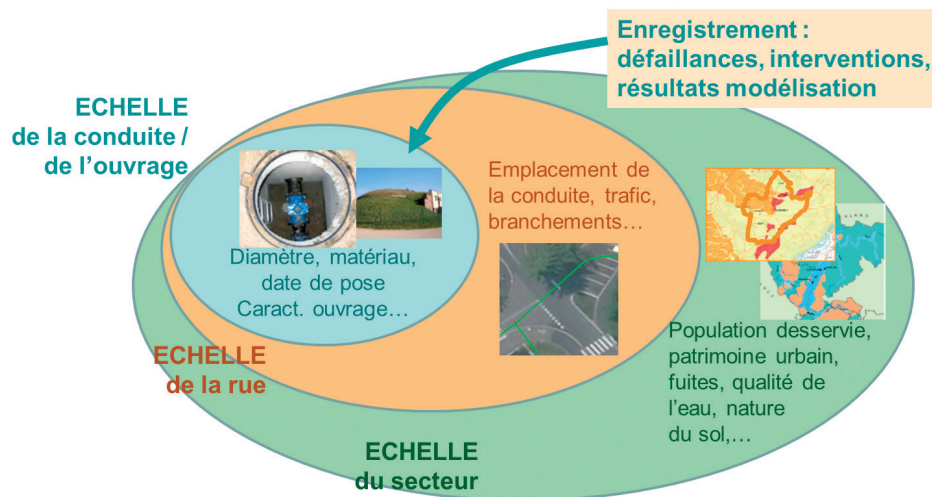 Enregistrement :
défaillances, interventions,
résultats modélisation
ECHELLE
de la conduite /
de l'ouvrage
Diamètre, matériau,
date de pose
Caract. ouvrage…
Emplacement de
la conduite, trafic,
branchements…
ECHELLE
de la rue
Population desservie,
patrimoine urbain,
fuites, qualité de
l'eau, nature
du sol,…
ECHELLE
du secteur